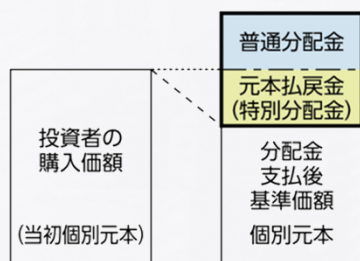 普通分配金
元本払戻金
(特別分配金)
投資者の
購入価額
(当初個別元本)
分配金
支払後
基準価額
個別元本